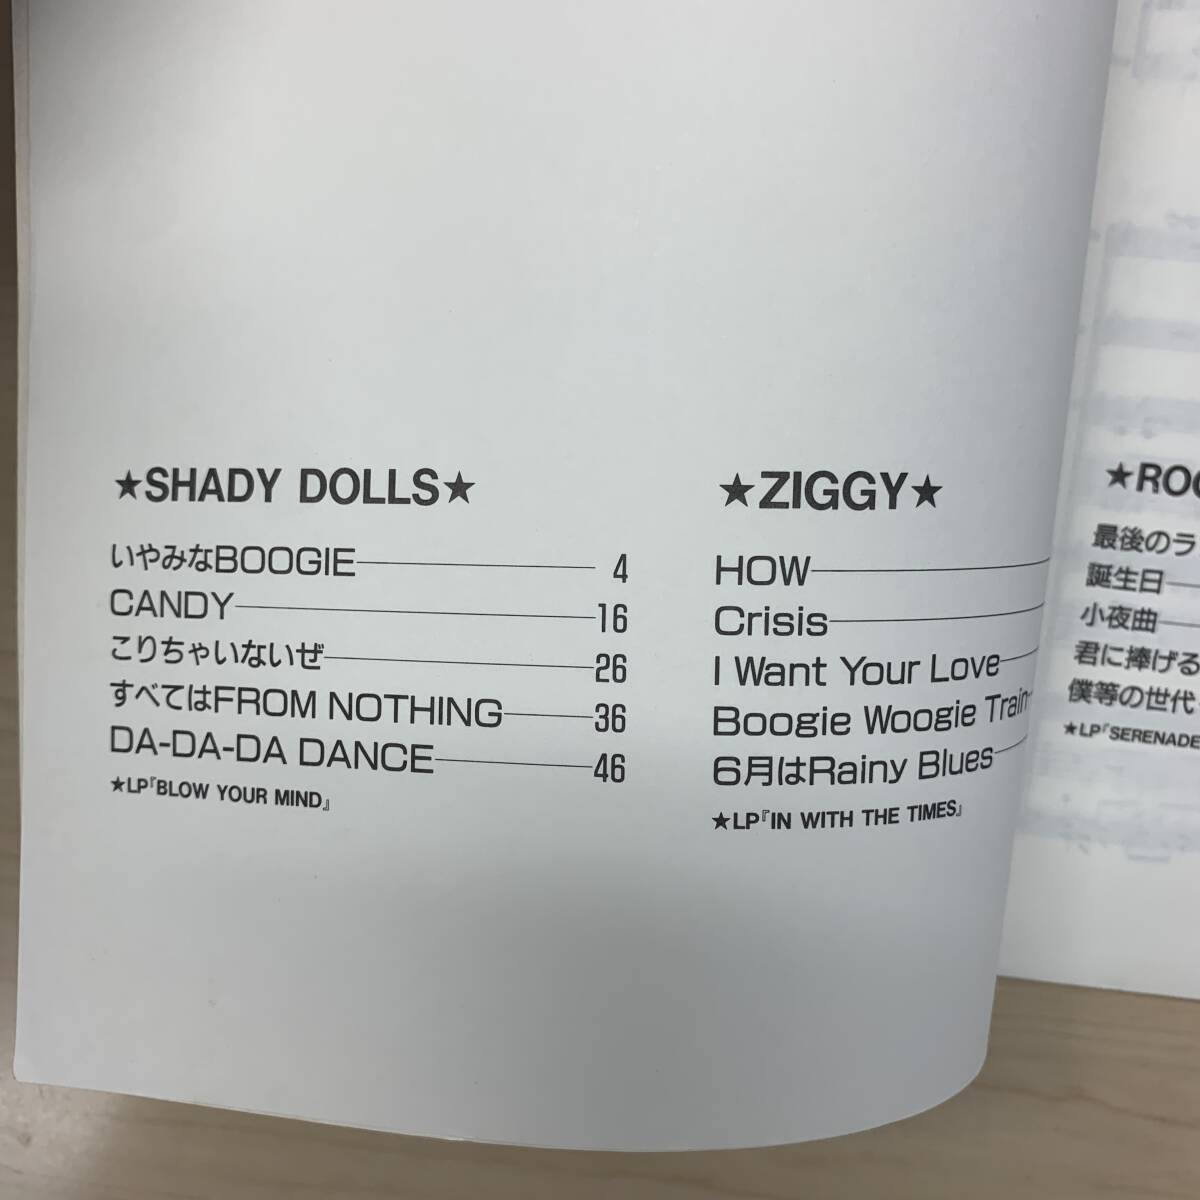 ★SHADY DOLLS★
いやみなBOOGIE 4
CANDY 16
こりちゃいないぜ 26
すべてはFROM NOTHING 36
DA-DA-DA DANCE 46
★LP『BLOW YOUR MIND』
★ZIGGY★
HOW
Crisis
I Want Your Love
Boogie Woogie Train
6月はRainy Blues
★LP『IN WITH THE TIMES』
最後の
誕生日
小夜曲
君に捧げる
僕等の世代
★LP『SERENADE